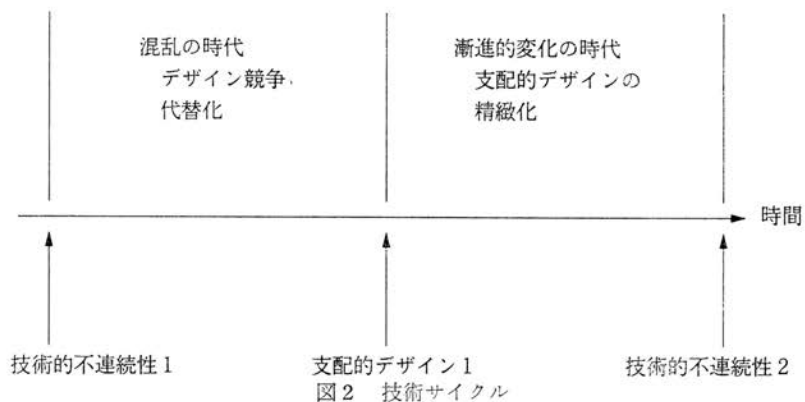 混乱の時代
デザイン競争,
代替化
漸進的変化の時代
支配的デザインの
精緻化
時間
技術的不連続性1
支配的デザイン1
技術的不連続性2
図2 技術サイクル